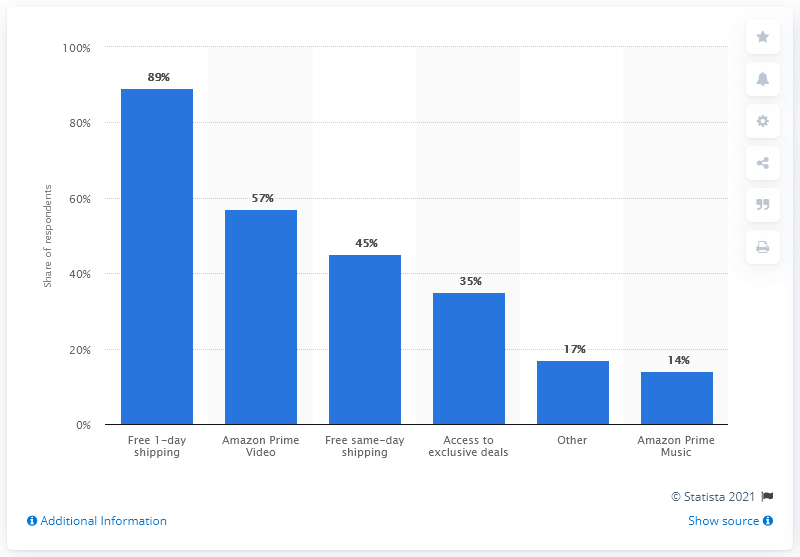 100%
80%
60%
40%
20%
0%
Share of respondents
89%
57%
45%
35%
17%
14%
Free 1-day
shipping
Amazon Prime
Video
Free same-day
shipping
Access to
exclusive deals
Other
Amazon Prime
Music
© Statista 2021
Additional Information
Show source